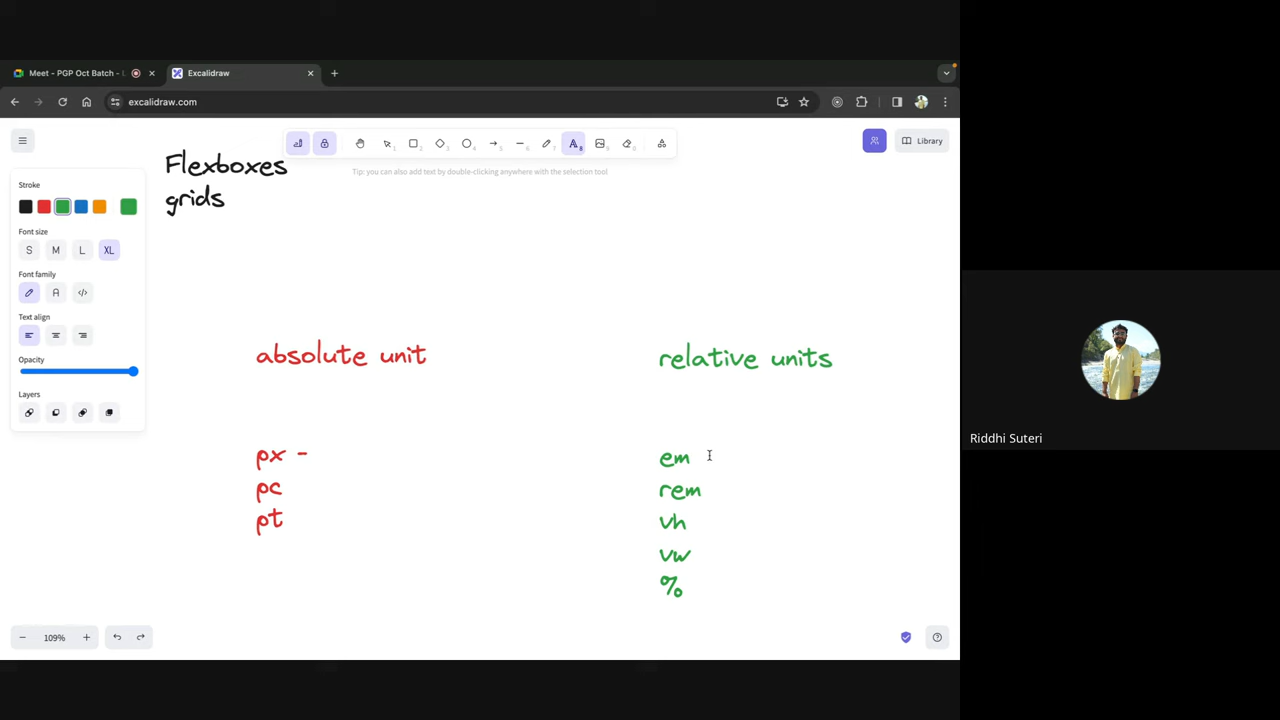 Meet - PGP Oct Batch -
Excalidraw
excalidraw.com
Library
Tip: you can also add text by double-clicking anywhere with the selection tool
Flexboxes
grids
Stroke
Font size
S M L XL
Font family
A </>
Text align
Opacity
Layers
absolute unit
relative units
px -
pc
pt
em
rem
vh
vw
%
Riddhi Suteri
109%